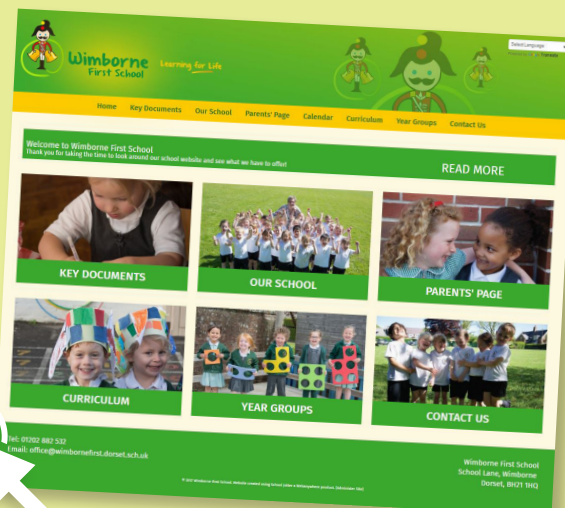 Wimborne
First School
Learning for Life
Select Language
Home Key Documents Our School Parents' Page Calendar Curriculum Year Groups Contact Us
Welcome to Wimborne First School
Thank you for taking the time to look around our school website and see what we have to offer!
READ MORE
KEY DOCUMENTS
OUR SCHOOL
PARENTS' PAGE
CURRICULUM
YEAR GROUPS
CONTACT US
Tel: 01202 882 532
Email: office@wimbornefirst.dorset.sch.uk
Wimborne First School
School Lane, Wimborne
Dorset, BH21 1HQ